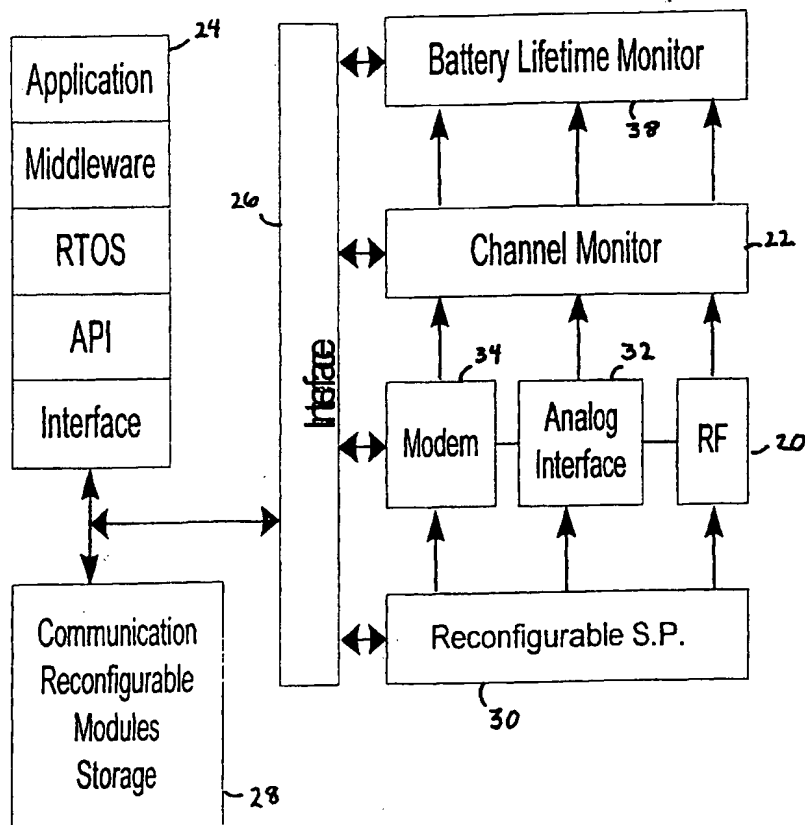 24
Application
Middleware
RTOS
API
Interface
Communication
Reconfigurable
Modules
Storage
28
26
Interface
Battery Lifetime Monitor
38
Channel Monitor
22
34
Modem
32
Analog
Interface
RF
20
Reconfigurable S.P.
30